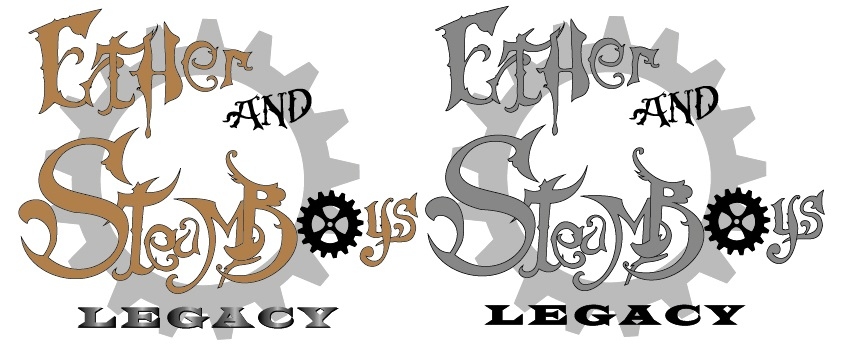 Ether
AND
SteamBoys
LEGACY
Ether
AND
SteamBoys
LEGACY